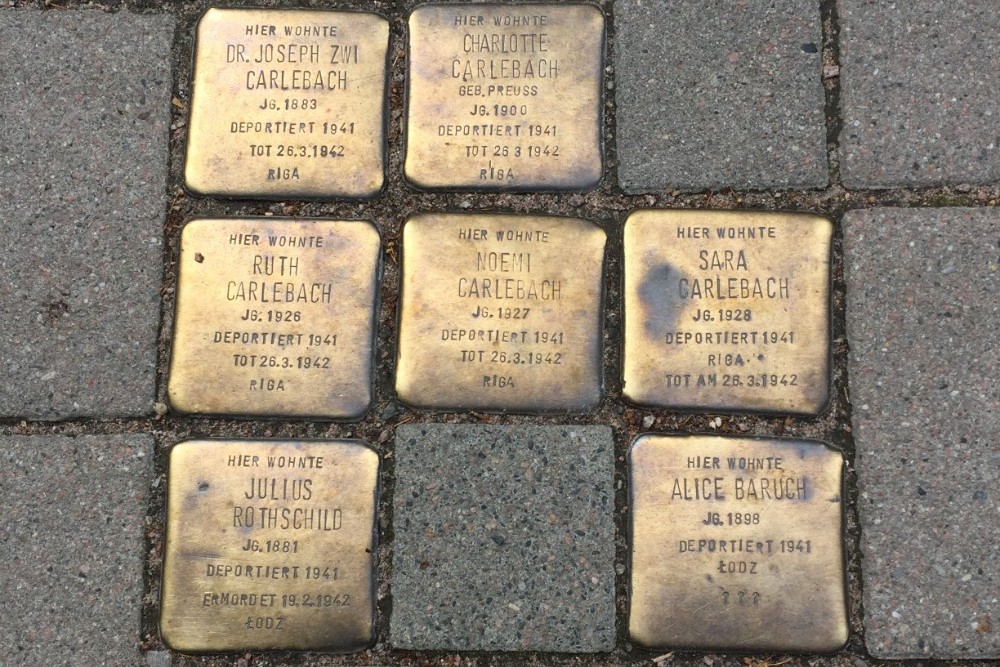 HIER WOHNTE
DR. JOSEPH ZWI
CARLEBACH
JG. 1883
DEPORTIERT 1941
TOT 26.3.1942
RIGA
HIER WOHNTE
CHARLOTTE
CARLEBACH
GEB. PREUSS
JG. 1900
DEPORTIERT 1941
TOT 26 3 1942
RIGA
HIER WOHNTE
RUTH
CARLEBACH
JG. 1926
DEPORTIERT 1941
TOT 26.3.1942
RIGA
HIER WOHNTE
NOEMI
CARLEBACH
JG. 1927
DEPORTIERT 1941
TOT 26.3.1942
RIGA
HIER WOHNTE
SARA
CARLEBACH
JG. 1928
DEPORTIERT 1941
RIGA
TOT AM 26.3.1942
HIER WOHNTE
JULIUS
ROTHSCHILD
JG. 1881
DEPORTIERT 1941
ERMORDET 19.2.1942
ŁODZ
HIER WOHNTE
ALICE BARUCH
JG. 1898
DEPORTIERT 1941
ŁODZ
? ? ?